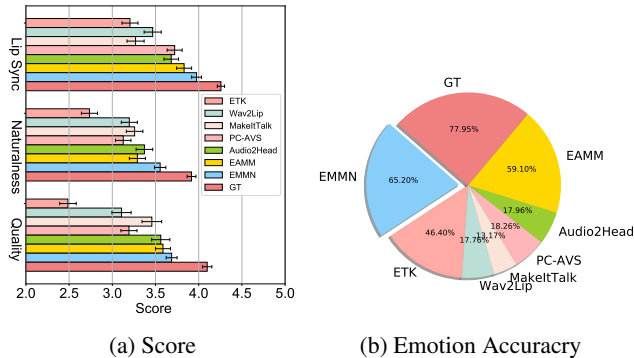 Lip Sync
Naturalness
Quality
ETK
Wav2Lip
MakeItTalk
PC-AVS
Audio2Head
EAMM
EMMN
GT
2.0 2.5 3.0 3.5 4.0 4.5 5.0
Score
(a) Score
GT
77.95%
EAMM
59.10%
EMMN
65.20%
Audio2Head
17.96%
PC-AVS
18.26%
MakeItTalk
13.17%
Wav2Lip
17.76%
ETK
46.40%
(b) Emotion Accuracry